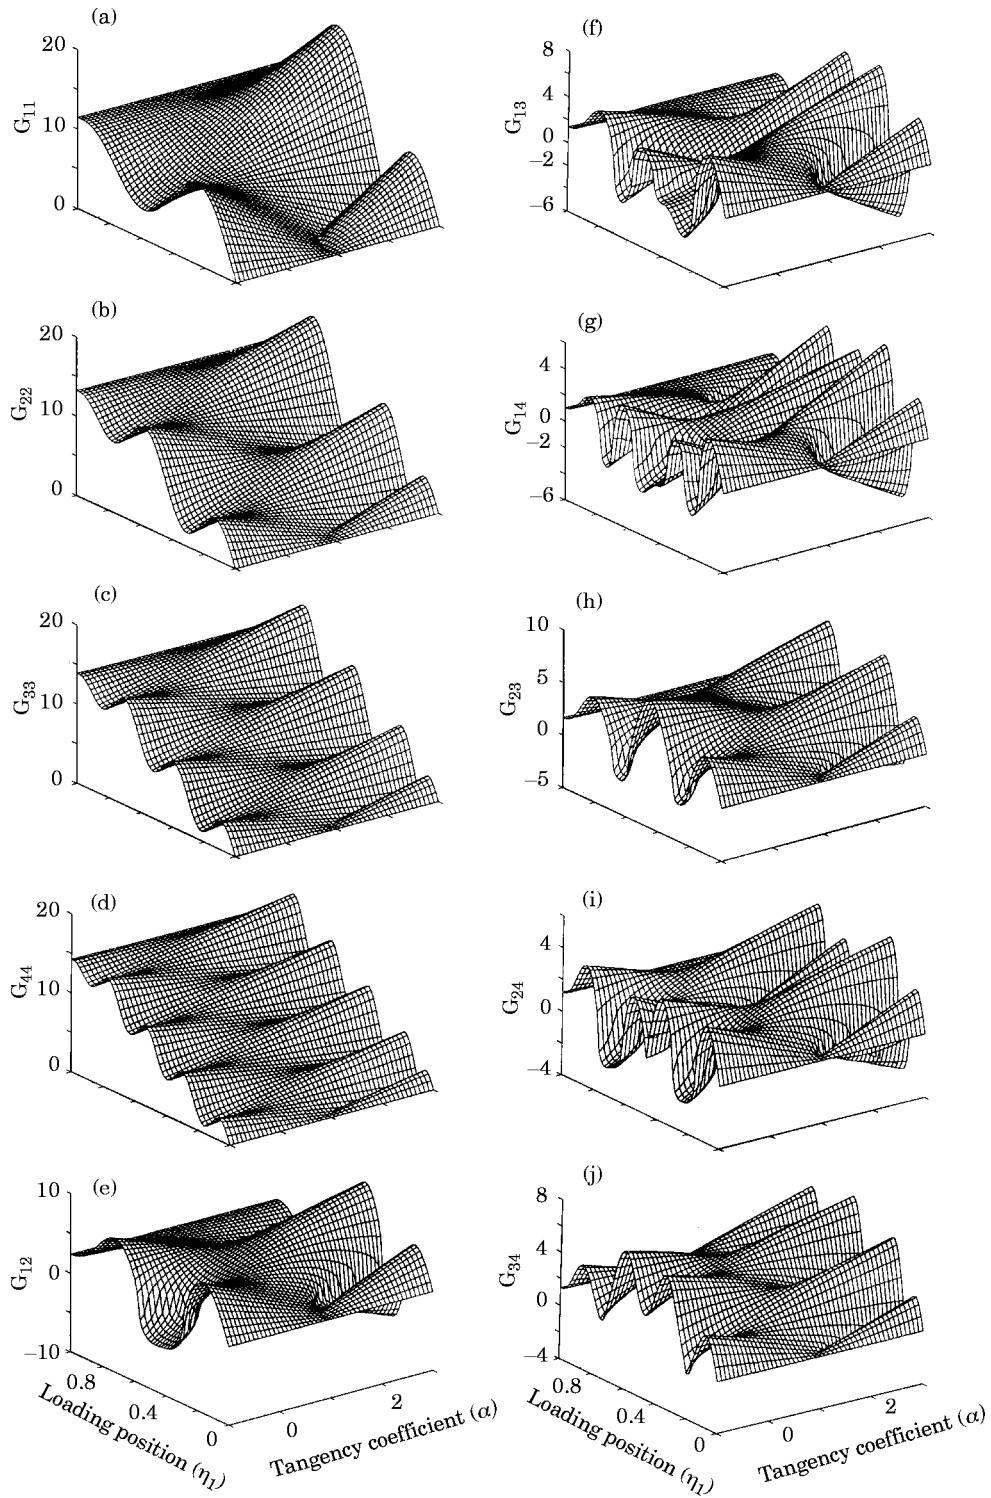 (a)
20
10
0
G11
(b)
20
10
0
G22
(c)
20
10
0
G33
(d)
20
10
0
G44
(e)
10
0
−10
G12
0.8
0.4
0
Loading position (η1)
0
2
Tangency coefficient (α)
(f)
8
4
0
−2
−6
G13
(g)
4
0
−2
−6
G14
(h)
10
5
0
−5
G23
(i)
4
0
−4
G24
(j)
8
4
0
−4
G34
0.8
0.4
0
Loading position (η1)
0
2
Tangency coefficient (α)